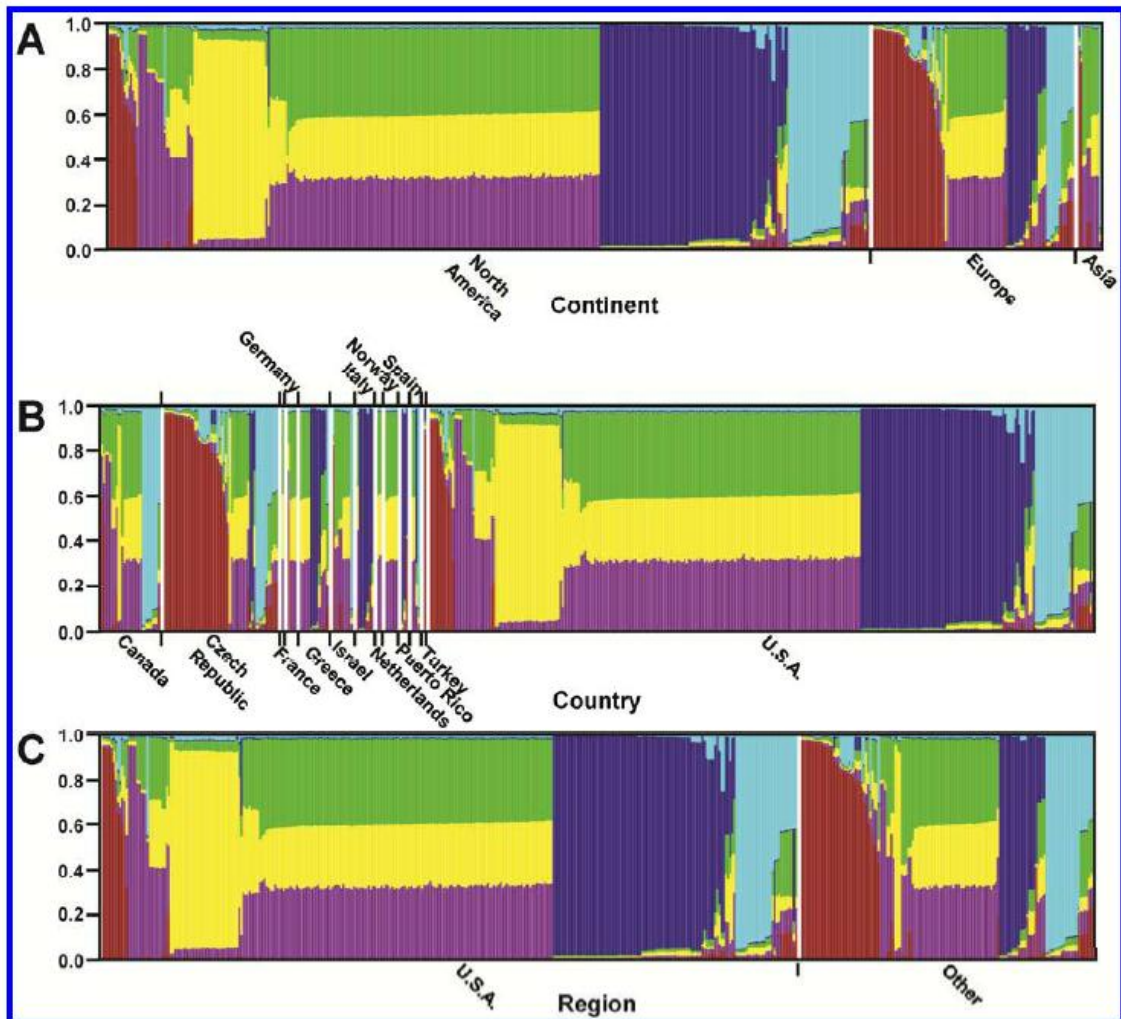 A
1.0
0.8
0.6
0.4
0.2
0.0
North
America
Europe
Asia
Continent
Germany
Italy
Norway
Spain
B
1.0
0.8
0.6
0.4
0.2
0.0
Canada
Czech
Republic
France
Greece
Israel
Netherlands
Puerto Rico
Turkey
U.S.A.
Country
C
1.0
0.8
0.6
0.4
0.2
0.0
U.S.A.
Other
Region